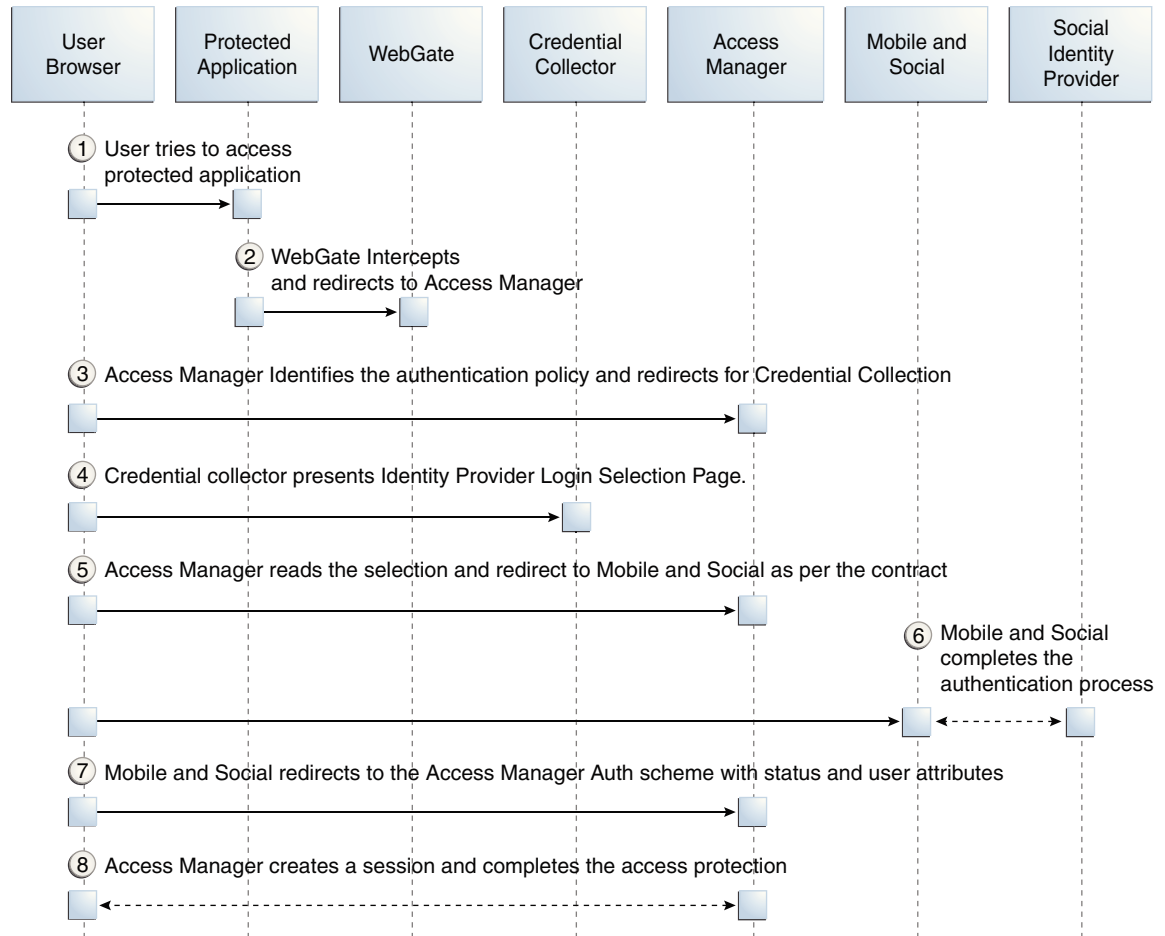 User
Browser
Protected
Application
WebGate
Credential
Collector
Access
Manager
Mobile and
Social
Social
Identity
Provider
1 User tries to access
protected application
2 WebGate Intercepts
and redirects to Access Manager
3 Access Manager Identifies the authentication policy and redirects for Credential Collection
4 Credential collector presents Identity Provider Login Selection Page.
5 Access Manager reads the selection and redirect to Mobile and Social as per the contract
6 Mobile and Social
completes the
authentication process
7 Mobile and Social redirects to the Access Manager Auth scheme with status and user attributes
8 Access Manager creates a session and completes the access protection